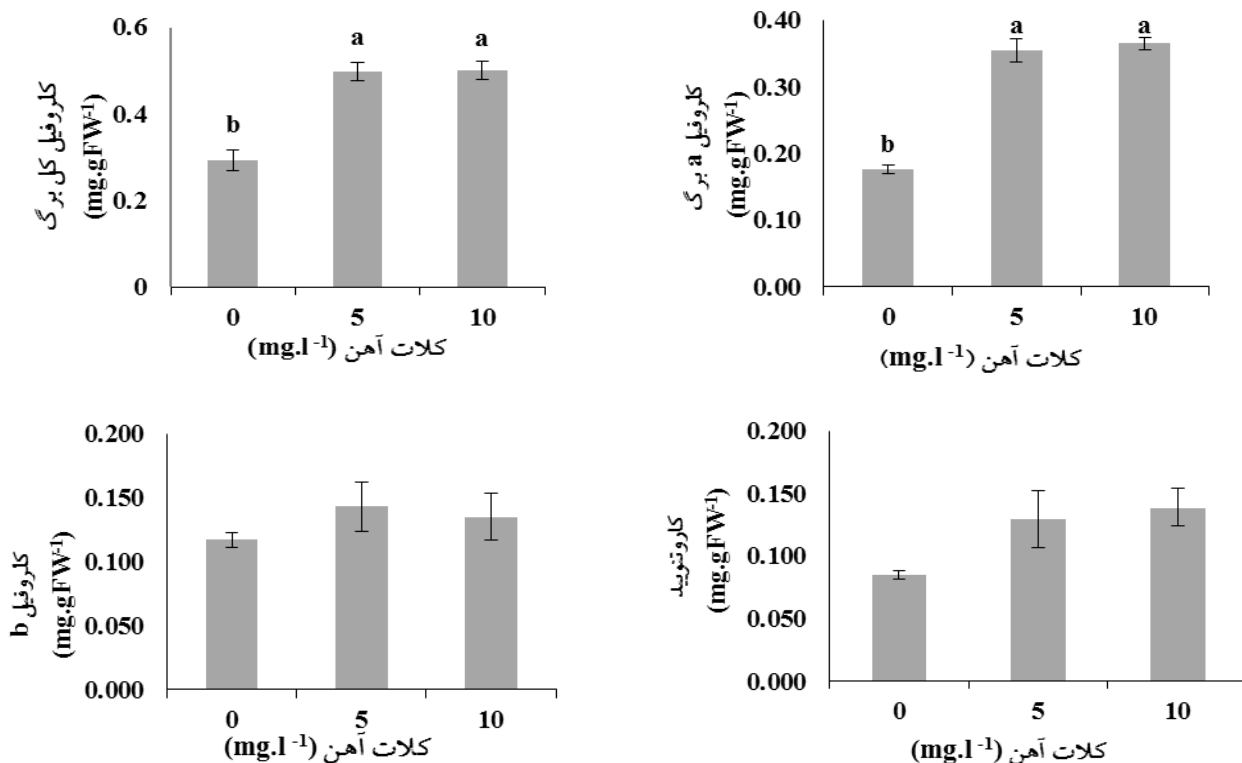 کلروفیل کل برگ
(mg.gFW-1)
0.6
0.4
0.2
0
b
a
a
0 5 10
کلات آهن (mg.l -1)
کلروفیل a برگ
(mg.gFW-1)
0.40
0.30
0.20
0.10
0.00
b
a
a
0 5 10
کلات آهن (mg.l -1)
کلروفیل b
(mg.gFW-1)
0.200
0.150
0.100
0.050
0.000
0 5 10
کلات آهن (mg.l -1)
کاروتنویید
(mg.gFW-1)
0.200
0.150
0.100
0.050
0.000
0 5 10
کلات آهن (mg.l -1)